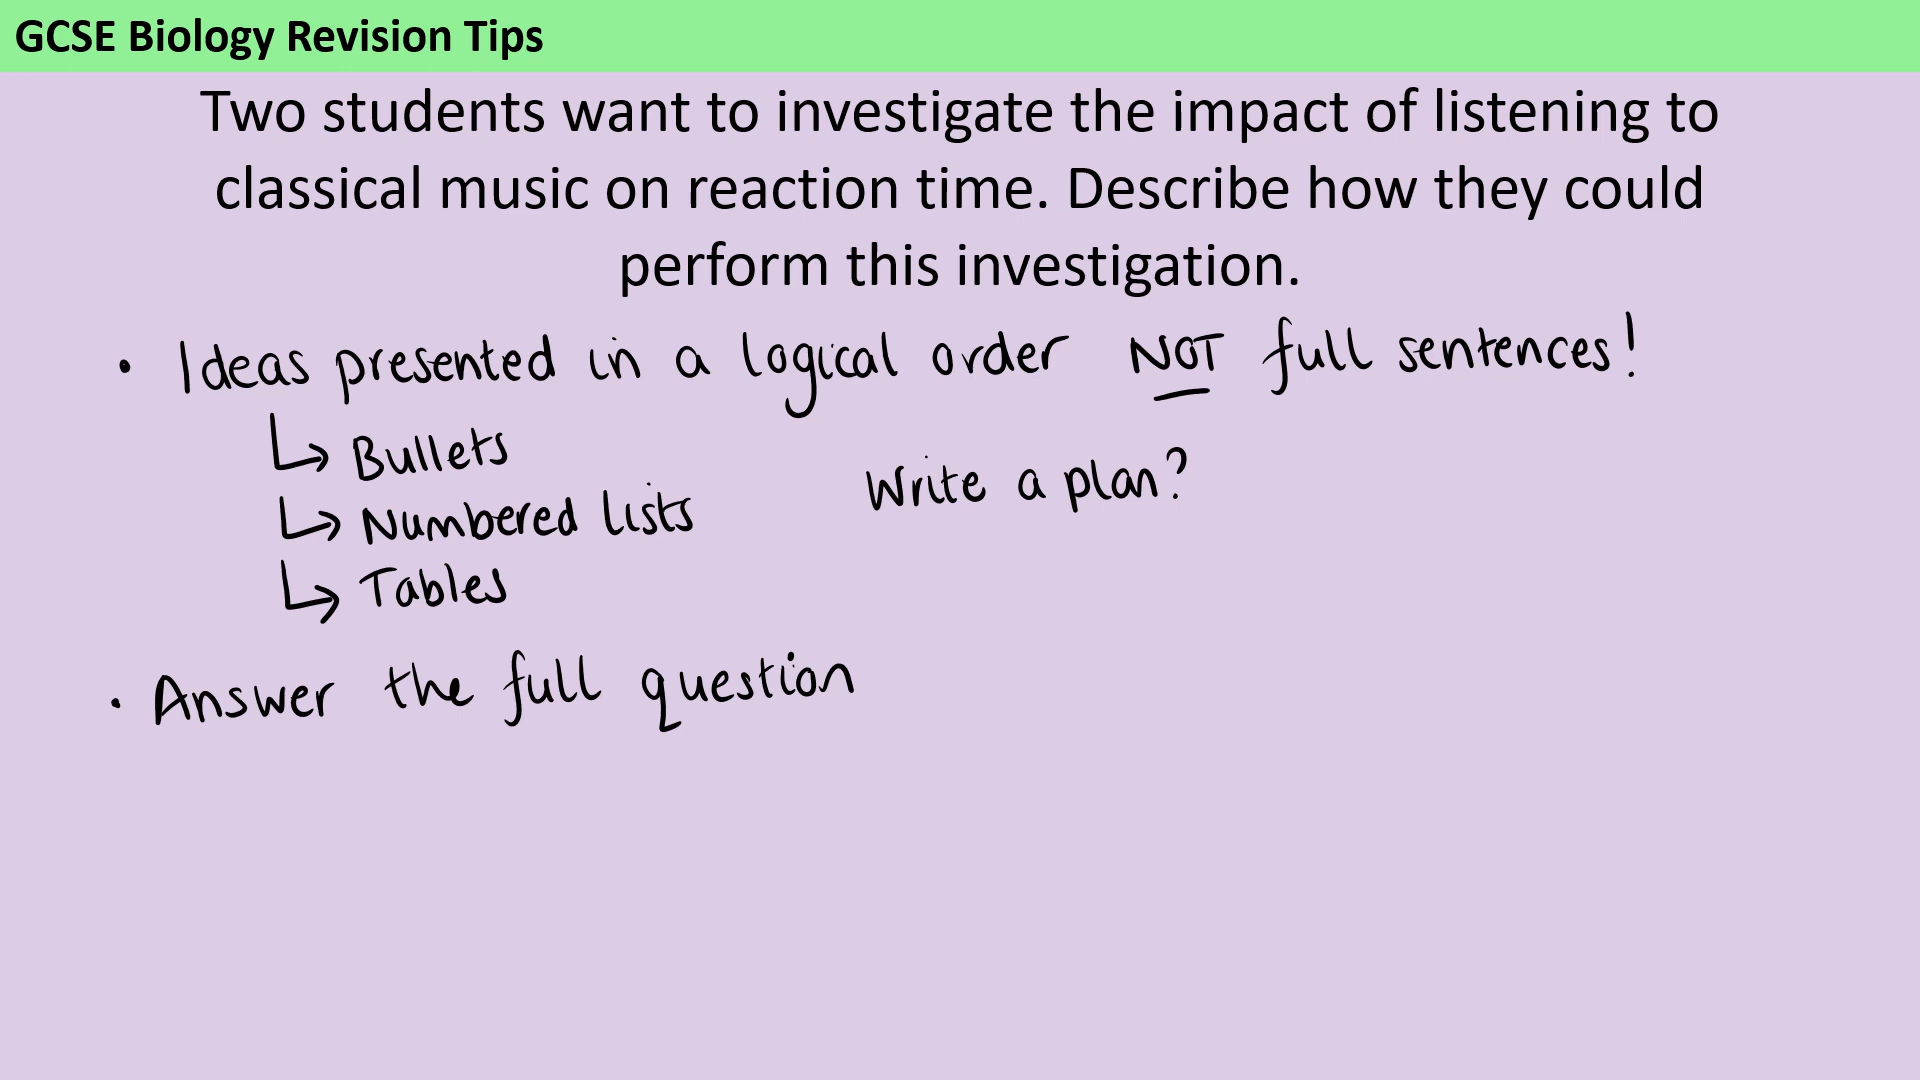 GCSE Biology Revision Tips
Two students want to investigate the impact of listening to
classical music on reaction time. Describe how they could
perform this investigation.
• Ideas presented in a logical order NOT full sentences!
↳ Bullets
Write a plan?
↳ Numbered lists
↳ Tables
• Answer the full question